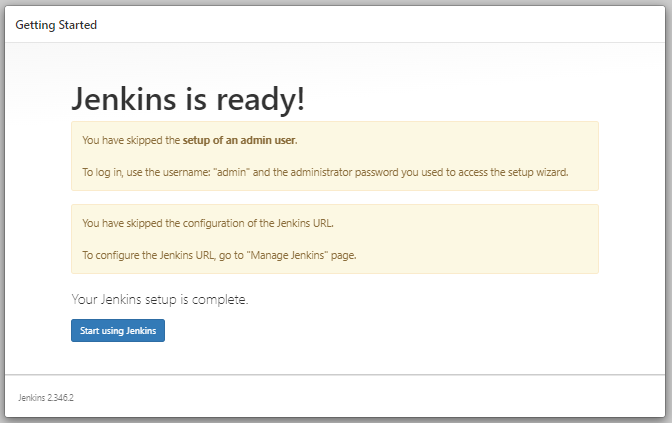 Getting Started
Jenkins is ready!
You have skipped the setup of an admin user.
To log in, use the username: "admin" and the administrator password you used to access the setup wizard.
You have skipped the configuration of the Jenkins URL.
To configure the Jenkins URL, go to "Manage Jenkins" page.
Your Jenkins setup is complete.
Start using Jenkins
Jenkins 2.346.2